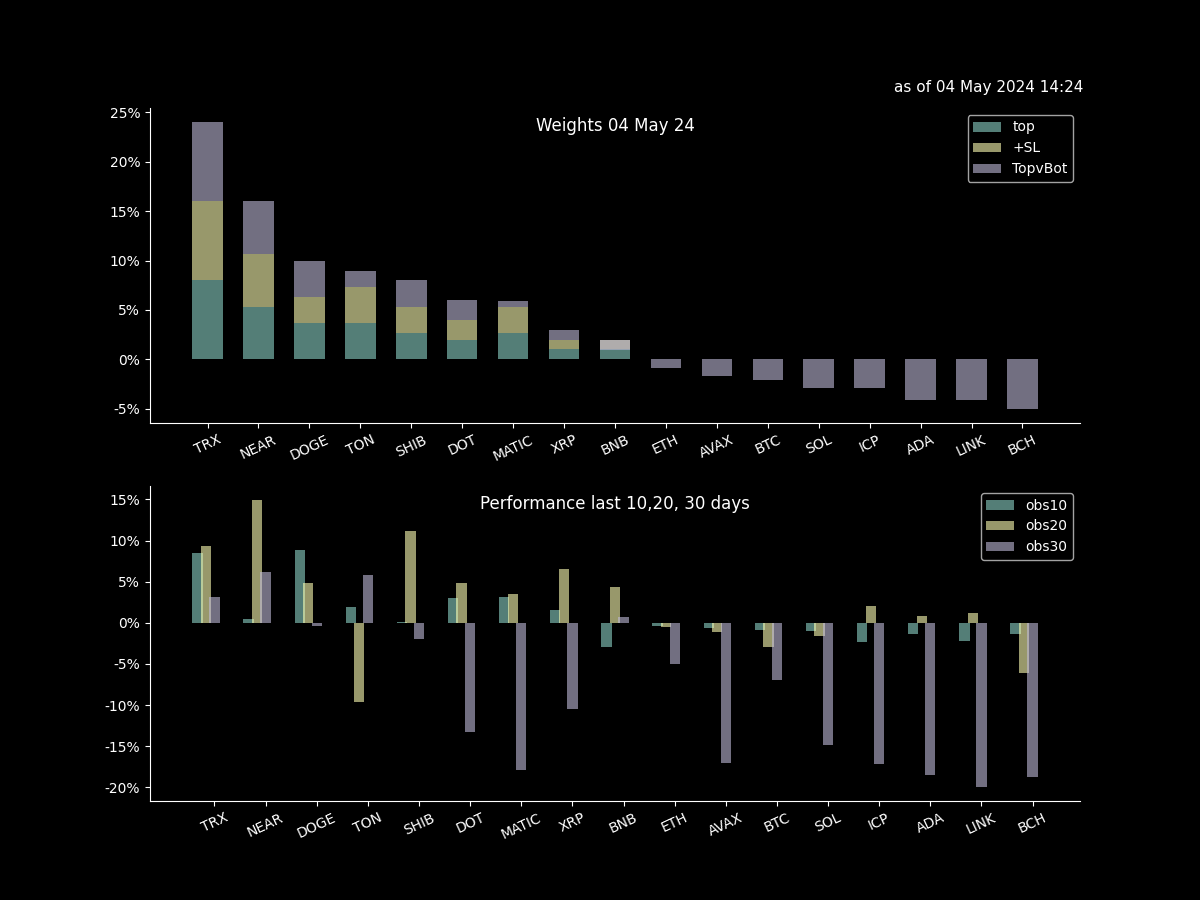 as of 04 May 2024 14:24
Weights 04 May 24
top
+SL
TopvBot
25%
20%
15%
10%
5%
0%
-5%
TRX NEAR DOGE TON SHIB DOT MATIC XRP BNB ETH AVAX BTC SOL ICP ADA LINK BCH
Performance last 10,20, 30 days
obs10
obs20
obs30
15%
10%
5%
0%
-5%
-10%
-15%
-20%
TRX NEAR DOGE TON SHIB DOT MATIC XRP BNB ETH AVAX BTC SOL ICP ADA LINK BCH